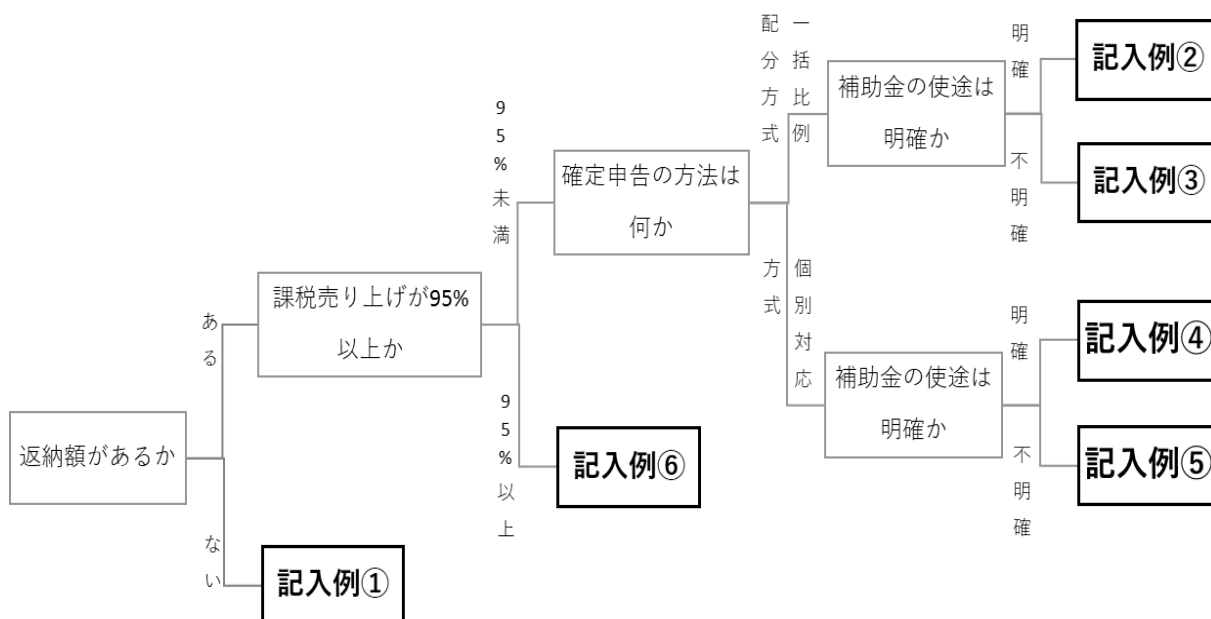 返納額があるか
ある
ない
課税売り上げが95%
以上か
記入例①
95%未満
95%以上
確定申告の方法は
何か
記入例⑥
一括比例
配分方式
個別対応
方式
補助金の使途は
明確か
明確
不明確
記入例②
記入例③
補助金の使途は
明確か
明確
不明確
記入例④
記入例⑤